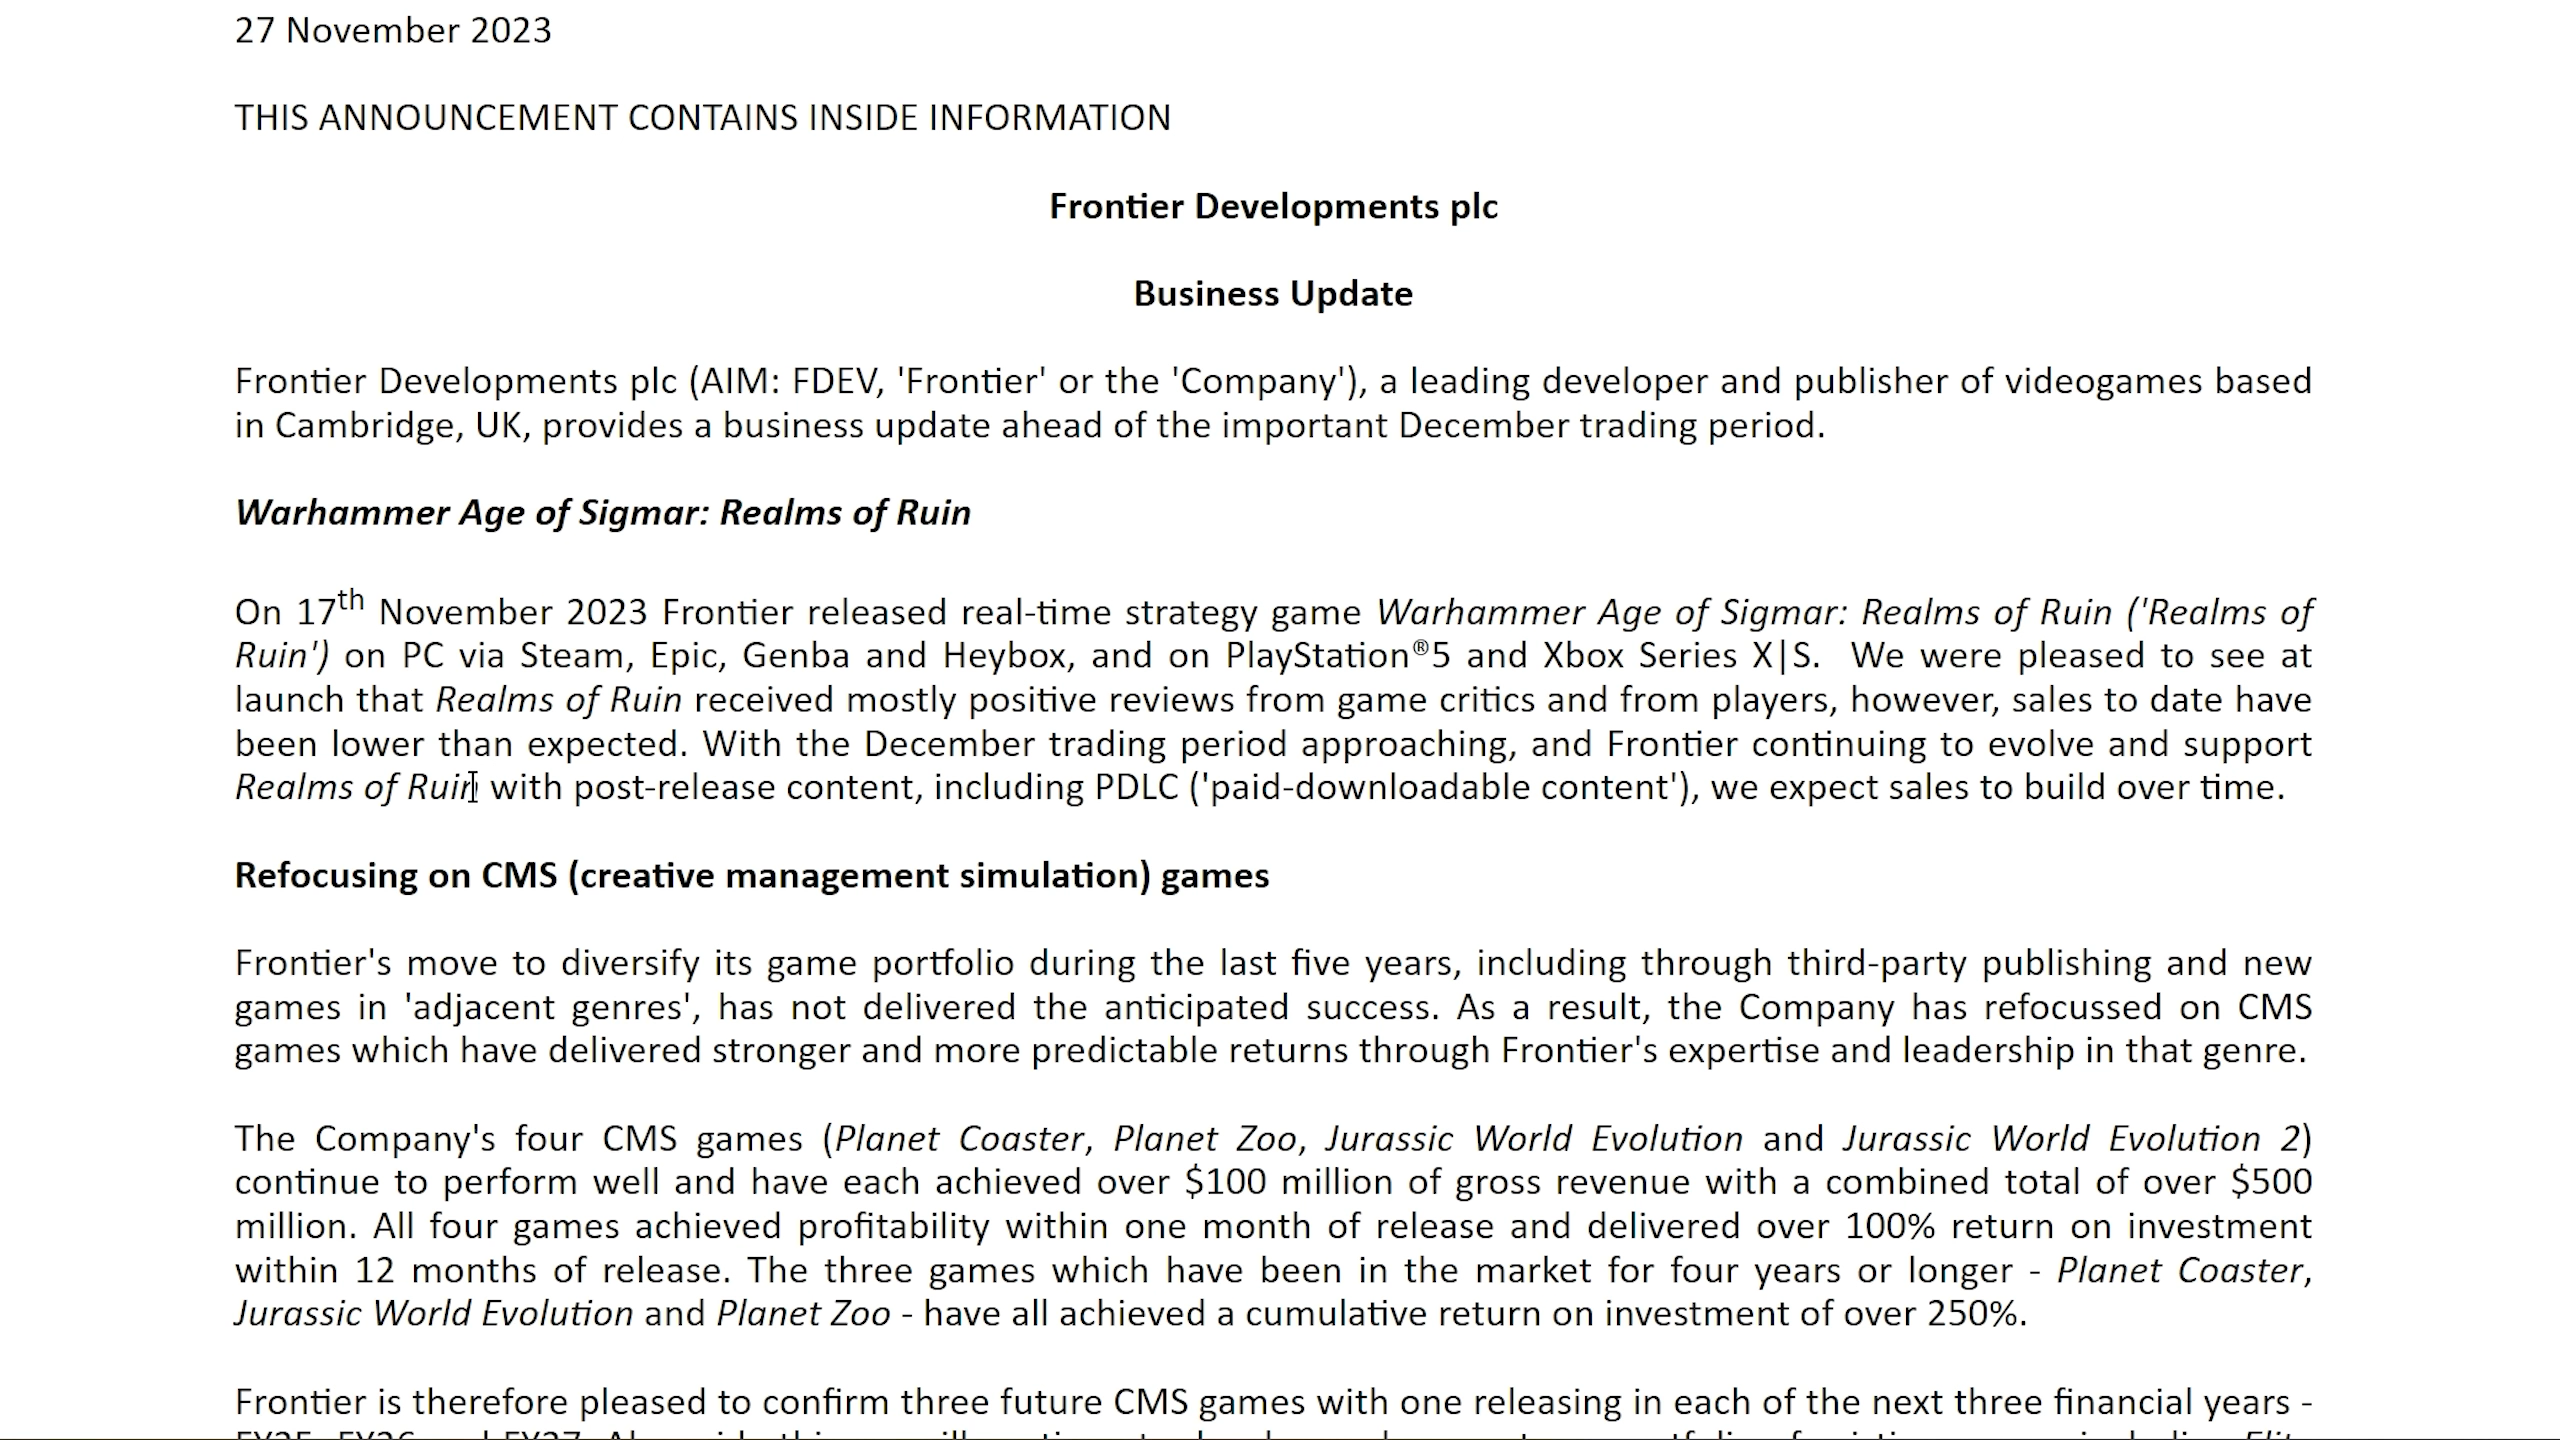 27 November 2023
THIS ANNOUNCEMENT CONTAINS INSIDE INFORMATION
Frontier Developments plc
Business Update
Frontier Developments plc (AIM: FDEV, 'Frontier' or the 'Company'), a leading developer and publisher of videogames based
in Cambridge, UK, provides a business update ahead of the important December trading period.
Warhammer Age of Sigmar: Realms of Ruin
On 17th November 2023 Frontier released real-time strategy game Warhammer Age of Sigmar: Realms of Ruin ('Realms of
Ruin') on PC via Steam, Epic, Genba and Heybox, and on PlayStation®5 and Xbox Series X|S.  We were pleased to see at
launch that Realms of Ruin received mostly positive reviews from game critics and from players, however, sales to date have
been lower than expected. With the December trading period approaching, and Frontier continuing to evolve and support
Realms of Ruin with post-release content, including PDLC ('paid-downloadable content'), we expect sales to build over time.
Refocusing on CMS (creative management simulation) games
Frontier's move to diversify its game portfolio during the last five years, including through third-party publishing and new
games in 'adjacent genres', has not delivered the anticipated success. As a result, the Company has refocussed on CMS
games which have delivered stronger and more predictable returns through Frontier's expertise and leadership in that genre.
The Company's four CMS games (Planet Coaster, Planet Zoo, Jurassic World Evolution and Jurassic World Evolution 2)
continue to perform well and have each achieved over $100 million of gross revenue with a combined total of over $500
million. All four games achieved profitability within one month of release and delivered over 100% return on investment
within 12 months of release. The three games which have been in the market for four years or longer - Planet Coaster,
Jurassic World Evolution and Planet Zoo - have all achieved a cumulative return on investment of over 250%.
Frontier is therefore pleased to confirm three future CMS games with one releasing in each of the next three financial years -